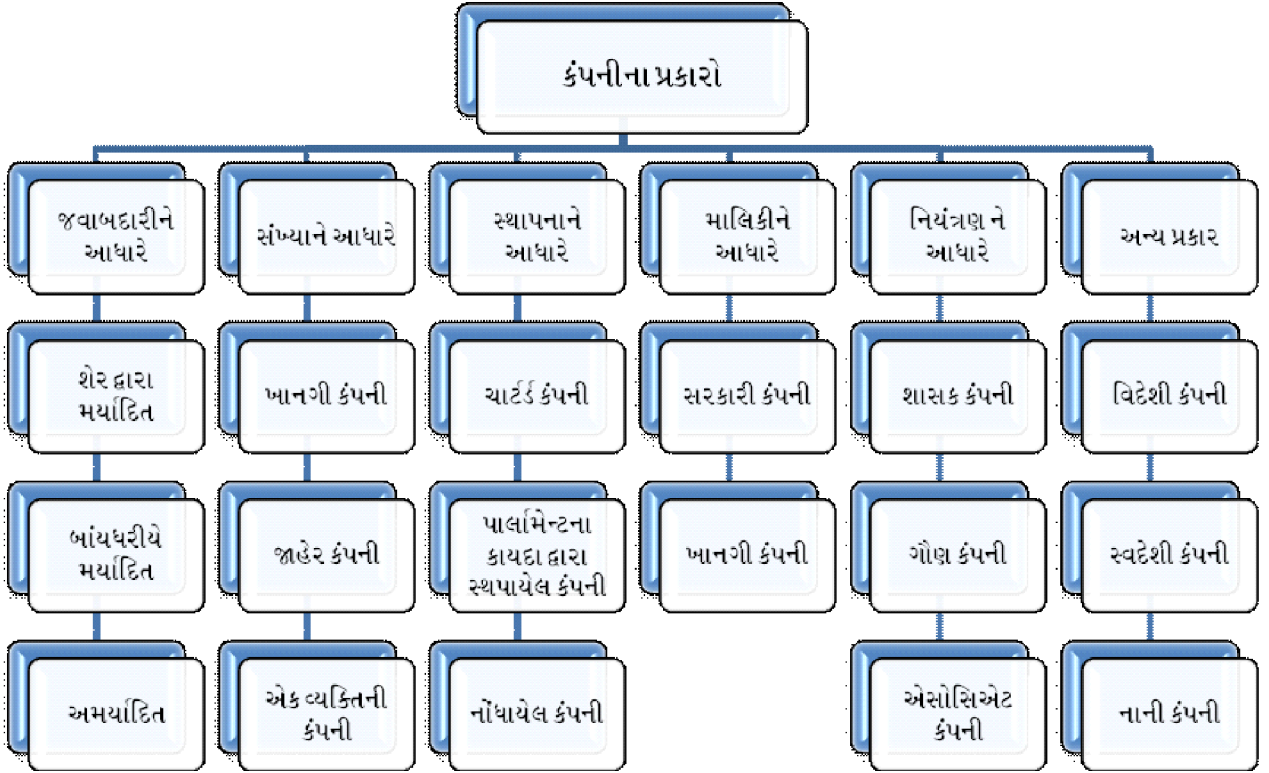 કંપનીના પ્રકારો
જવાબદારીને
આધારે
સંખ્યાને આધારે
સ્થાપનાને
આધારે
માલિકીને
આધારે
નિયંત્રણ ને
આધારે
અન્ય પ્રકાર
શેર દ્વારા
મર્યાદિત
ખાનગી કંપની
ચાર્ટર્ડ કંપની
સરકારી કંપની
શાસક કંપની
વિદેશી કંપની
બાંયધરીયે
મર્યાદિત
જાહેર કંપની
પાર્લામેન્ટના
કાયદા દ્વારા
સ્થપાયેલ કંપની
ખાનગી કંપની
ગૌણ કંપની
સ્વદેશી કંપની
અમર્યાદિત
એક વ્યક્તિની
કંપની
નોંધાયેલ કંપની
એસોસિએટ
કંપની
નાની કંપની